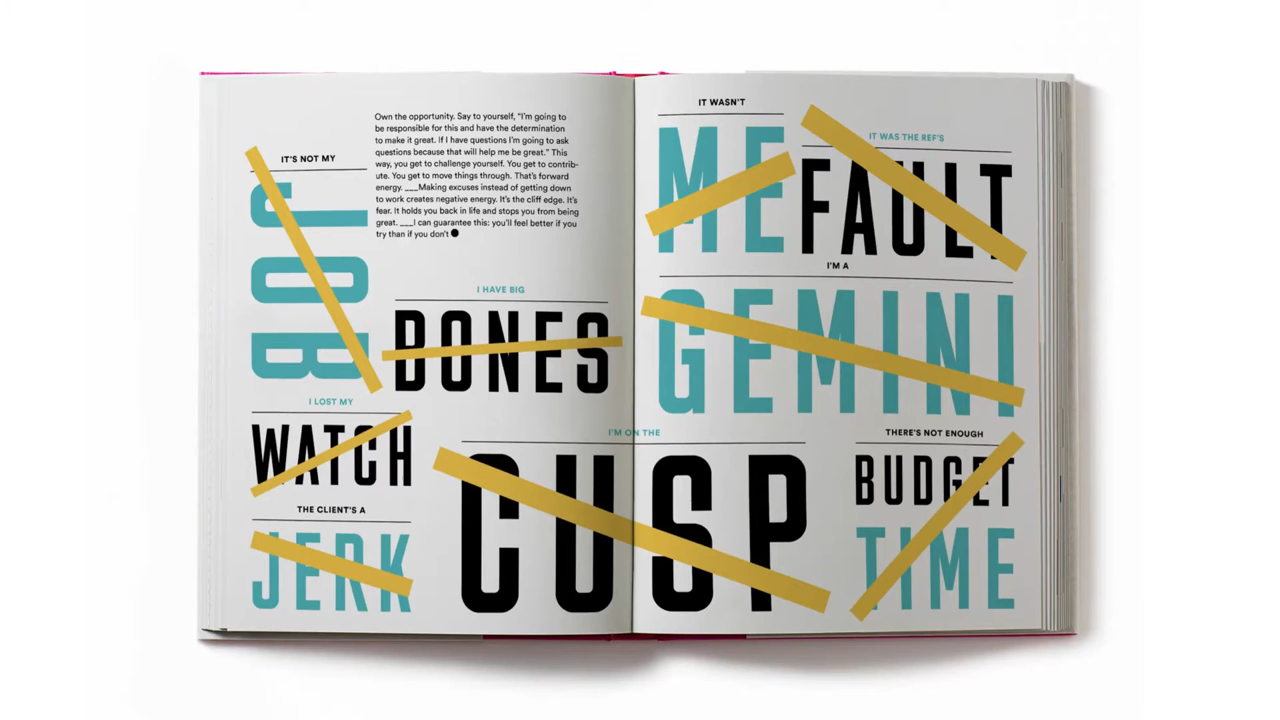 Own the opportunity. Say to yourself, “I’m going to
be responsible for this and have the determination
to make it great. If I have questions I’m going to ask
questions because that will help me be great.” This
way, you get to challenge yourself. You get to contrib-
ute. You get to move things through. That’s forward
energy. ___Making excuses instead of getting down
to work creates negative energy. It’s the cliff edge. It’s
fear. It holds you back in life and stops you from being
great. ___I can guarantee this: you’ll feel better if you
try than if you don’t
IT’S NOT MY
JOB
I HAVE BIG
BONES
I LOST MY
WATCH
THE CLIENT’S A
JERK
I’M ON THE
CUSP
IT WASN’T
ME
IT WAS THE REF’S
FAULT
I’M A
GEMINI
THERE’S NOT ENOUGH
BUDGET
TIME